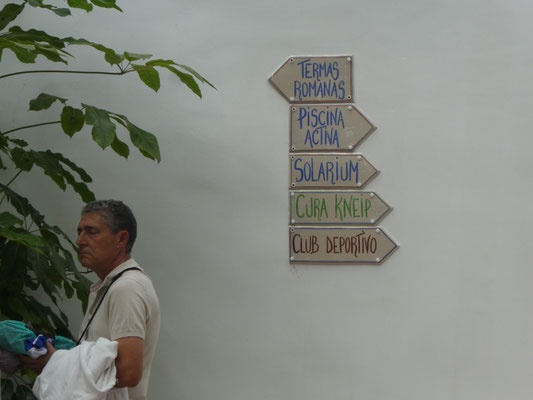 TERMAS
ROMANAS
PISCINA
ACTIVA
SOLARIUM
CURA KNEIP
CLUB DEPORTIVO